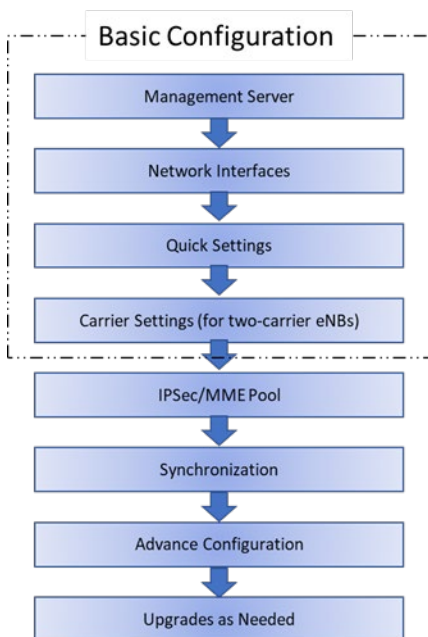 Basic Configuration
Management Server
Network Interfaces
Quick Settings
Carrier Settings (for two-carrier eNBs)
IPSec/MME Pool
Synchronization
Advance Configuration
Upgrades as Needed